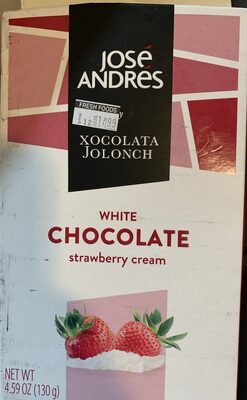 JOSÉ
ANDRÉS
FRESH FOODS
y
XOCOLATA
JOLONCH
WHITE
CHOCOLATE
strawberry cream
NET WT
4.59 OZ (130 g)